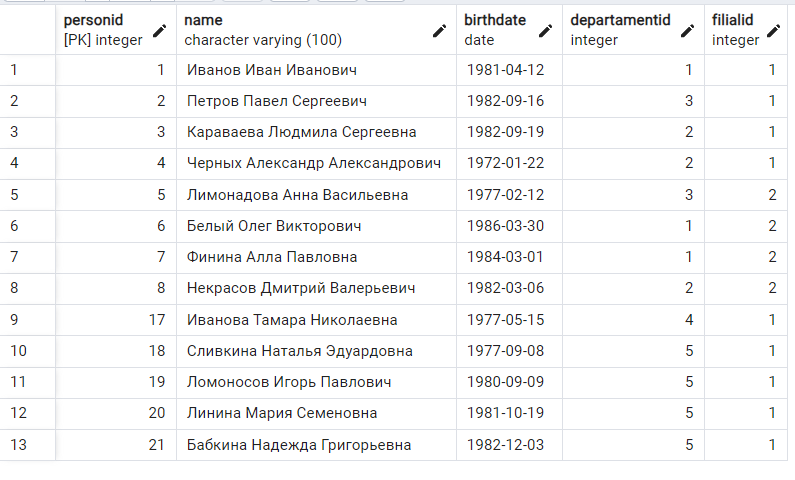 personid name birthdate departamentid filialid
[PK] integer character varying (100) date integer integer
1 1 Иванов Иван Иванович 1981-04-12 1 1
2 2 Петров Павел Сергеевич 1982-09-16 3 1
3 3 Караваева Людмила Сергеевна 1982-09-19 2 1
4 4 Черных Александр Александрович 1972-01-22 2 1
5 5 Лимонадова Анна Васильевна 1977-02-12 3 2
6 6 Белый Олег Викторович 1986-03-30 1 2
7 7 Финина Алла Павловна 1984-03-01 1 2
8 8 Некрасов Дмитрий Валерьевич 1982-03-06 2 2
9 17 Иванова Тамара Николаевна 1977-05-15 4 1
10 18 Сливкина Наталья Эдуардовна 1977-09-08 5 1
11 19 Ломоносов Игорь Павлович 1980-09-09 5 1
12 20 Линина Мария Семеновна 1981-10-19 5 1
13 21 Бабкина Надежда Григорьевна 1982-12-03 5 1